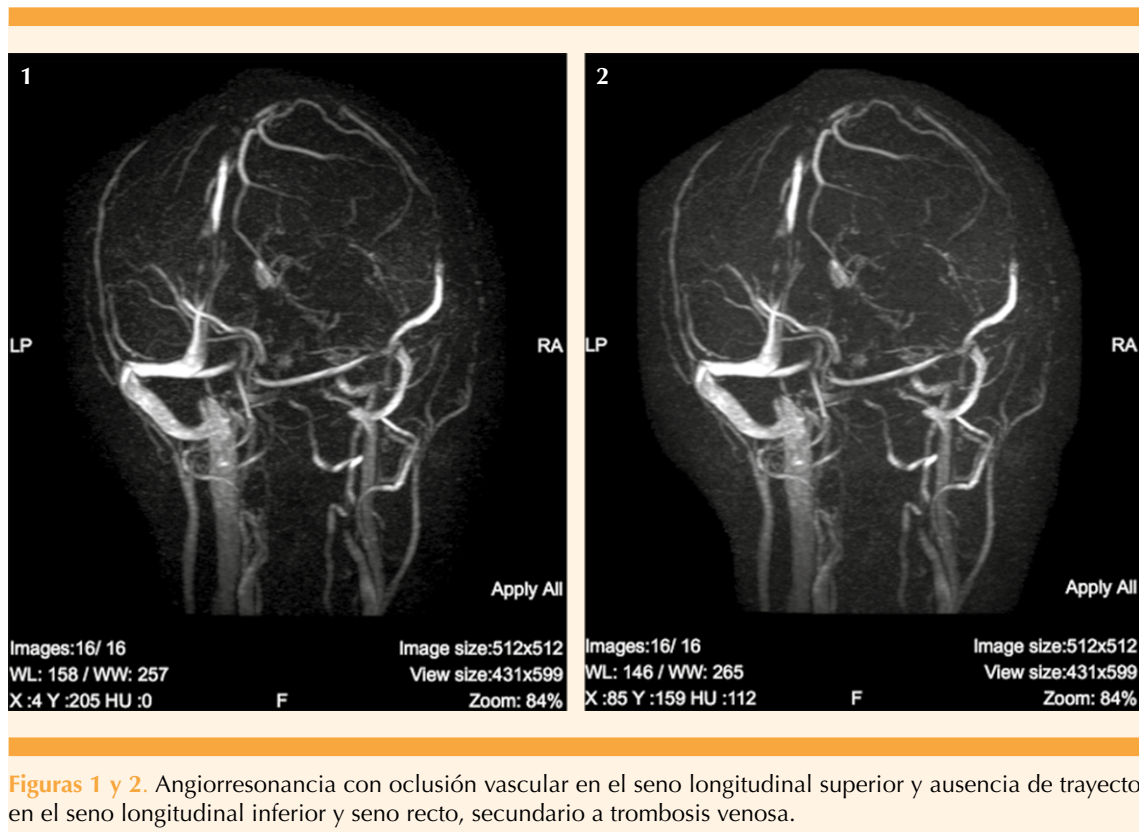 1
LP
RA
Apply All
Images:16/ 16
Image size:512x512
WL: 158 / WW: 257
View size:431x599
X :4 Y :205 HU :0
F
Zoom: 84%
2
LP
RA
Apply All
Images:16/ 16
Image size:512x512
WL: 146 / WW: 265
View size:431x599
X :85 Y :159 HU :112
F
Zoom: 84%
Figuras 1 y 2. Angiorresonancia con oclusión vascular en el seno longitudinal superior y ausencia de trayecto
en el seno longitudinal inferior y seno recto, secundario a trombosis venosa.